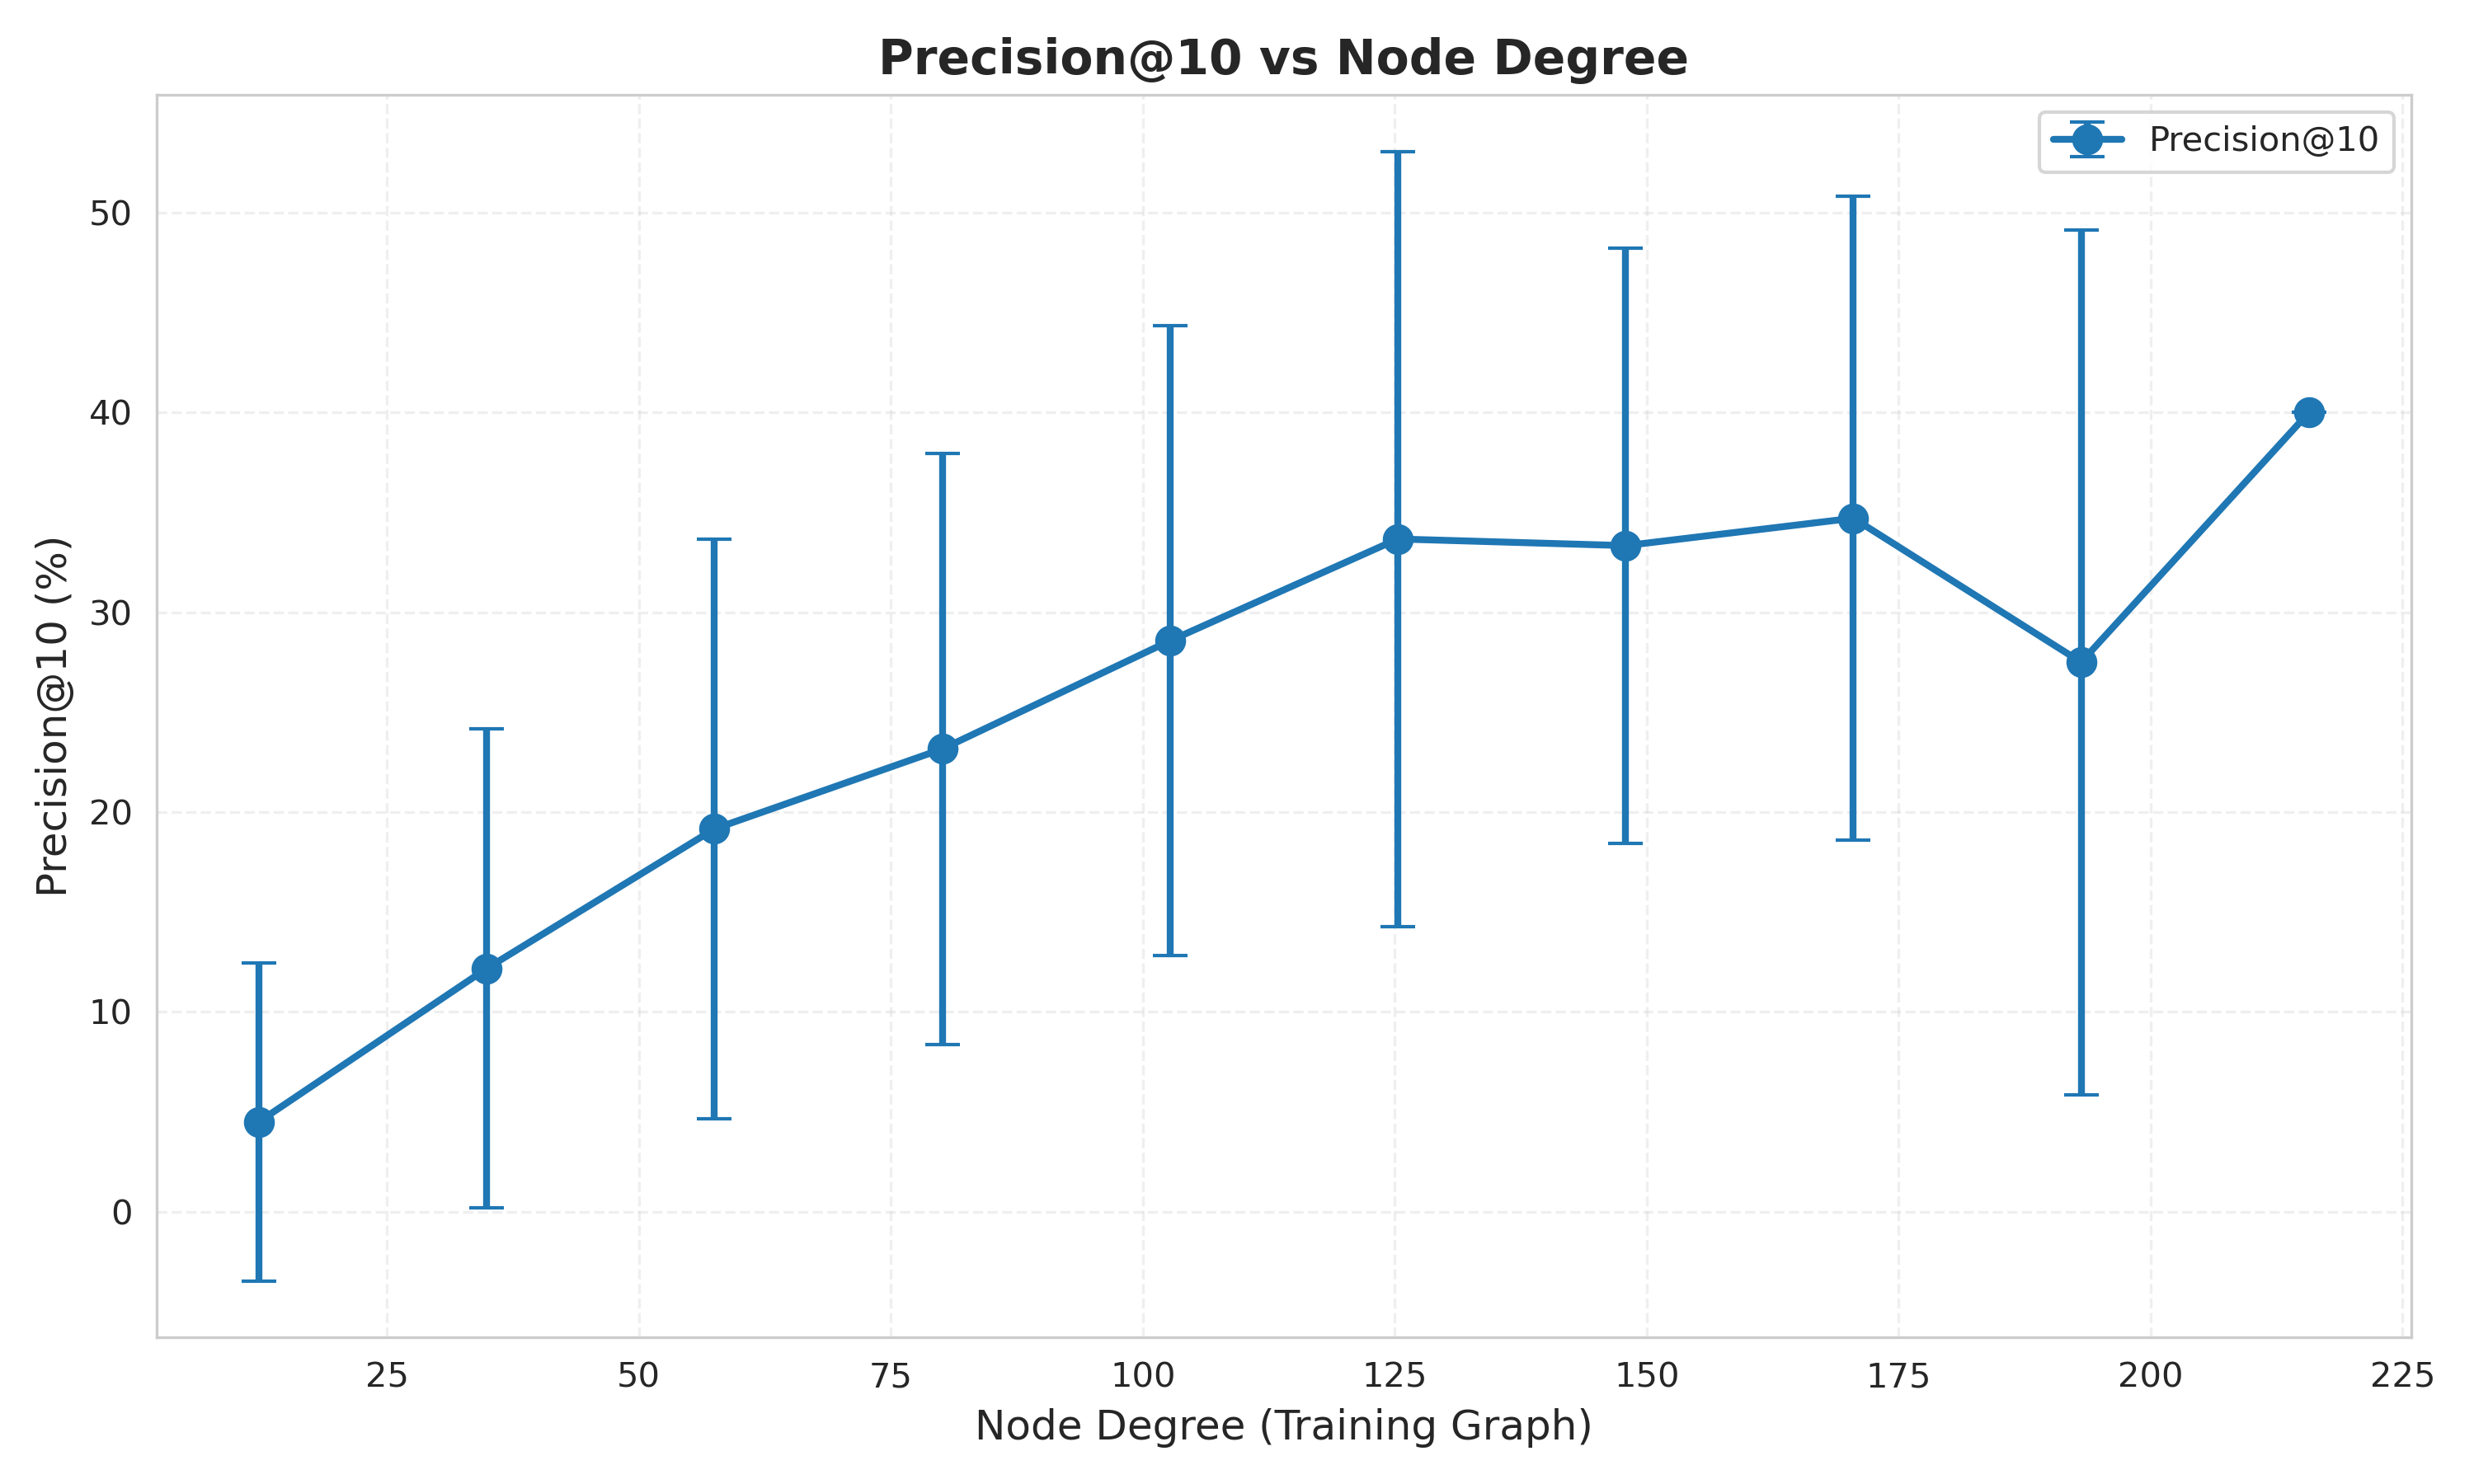 Precision@10 vs Node Degree
Precision@10
50
40
30
20
10
0
Precision@10 (%)
25 50 75 100 125 150 175 200 225
Node Degree (Training Graph)